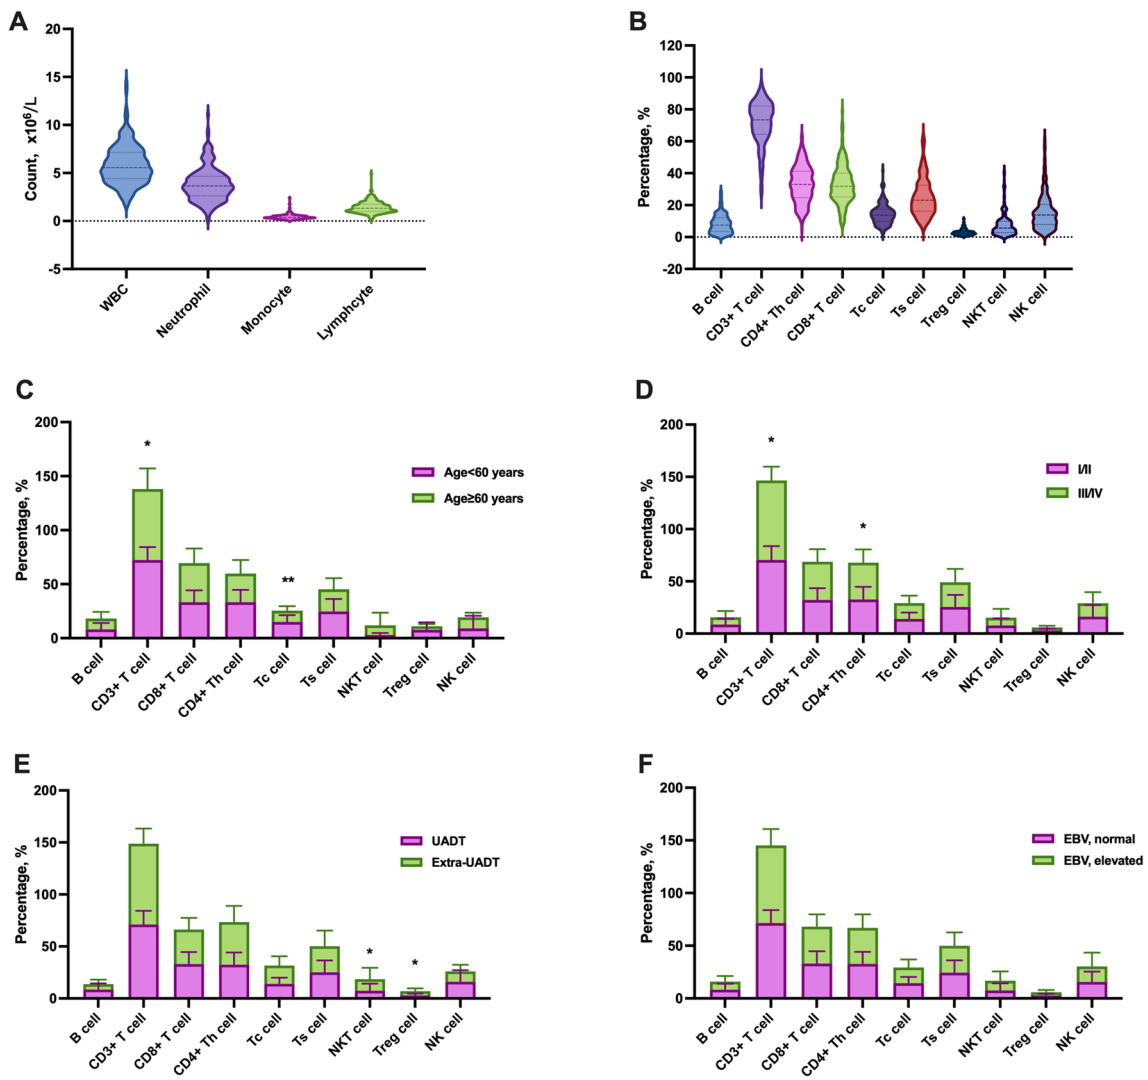 A
Count, x10⁶/L
20
15
10
5
0
-5
WBC
Neutrophil
Monocyte
Lymphcyte
B
Percentage, %
120
100
80
60
40
20
0
-20
B cell
CD3+ T cell
CD4+ Th cell
CD8+ T cell
Tc cell
Ts cell
Treg cell
NKT cell
NK cell
C
Percentage, %
200
150
100
50
0
*
**
Age<60 years
Age≥60 years
B cell
CD3+ T cell
CD8+ T cell
CD4+ Th cell
Tc cell
Ts cell
NKT cell
Treg cell
NK cell
D
Percentage, %
200
150
100
50
0
*
*
I/II
III/IV
B cell
CD3+ T cell
CD8+ T cell
CD4+ Th cell
Tc cell
Ts cell
NKT cell
Treg cell
NK cell
E
Percentage, %
200
150
100
50
0
*
*
UADT
Extra-UADT
B cell
CD3+ T cell
CD8+ T cell
CD4+ Th cell
Tc cell
Ts cell
NKT cell
Treg cell
NK cell
F
Percentage, %
200
150
100
50
0
EBV, normal
EBV, elevated
B cell
CD3+ T cell
CD8+ T cell
CD4+ Th cell
Tc cell
Ts cell
NKT cell
Treg cell
NK cell